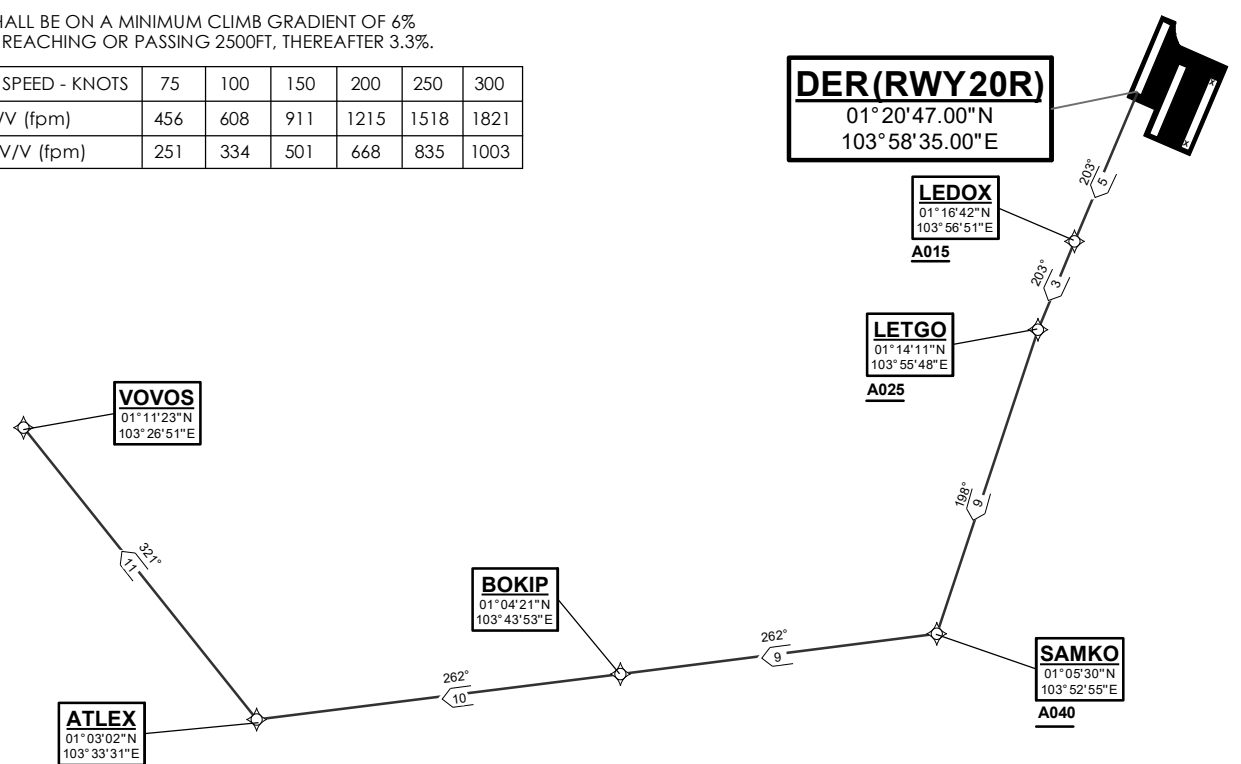 HALL BE ON A MINIMUM CLIMB GRADIENT OF 6%
REACHING OR PASSING 2500FT, THEREAFTER 3.3%.
SPEED - KNOTS 75 100 150 200 250 300
V/V (fpm) 456 608 911 1215 1518 1821
V/V (fpm) 251 334 501 668 835 1003
DER(RWY20R)
01°20'47.00"N
103°58'35.00"E
203°
5
LEDOX
01°16'42"N
103°56'51"E
A015
203°
3
LETGO
01°14'11"N
103°55'48"E
A025
198°
9
VOVOS
01°11'23"N
103°26'51"E
321°
11
BOKIP
01°04'21"N
103°43'53"E
262°
9
SAMKO
01°05'30"N
103°52'55"E
A040
262°
10
ATLEX
01°03'02"N
103°33'31"E